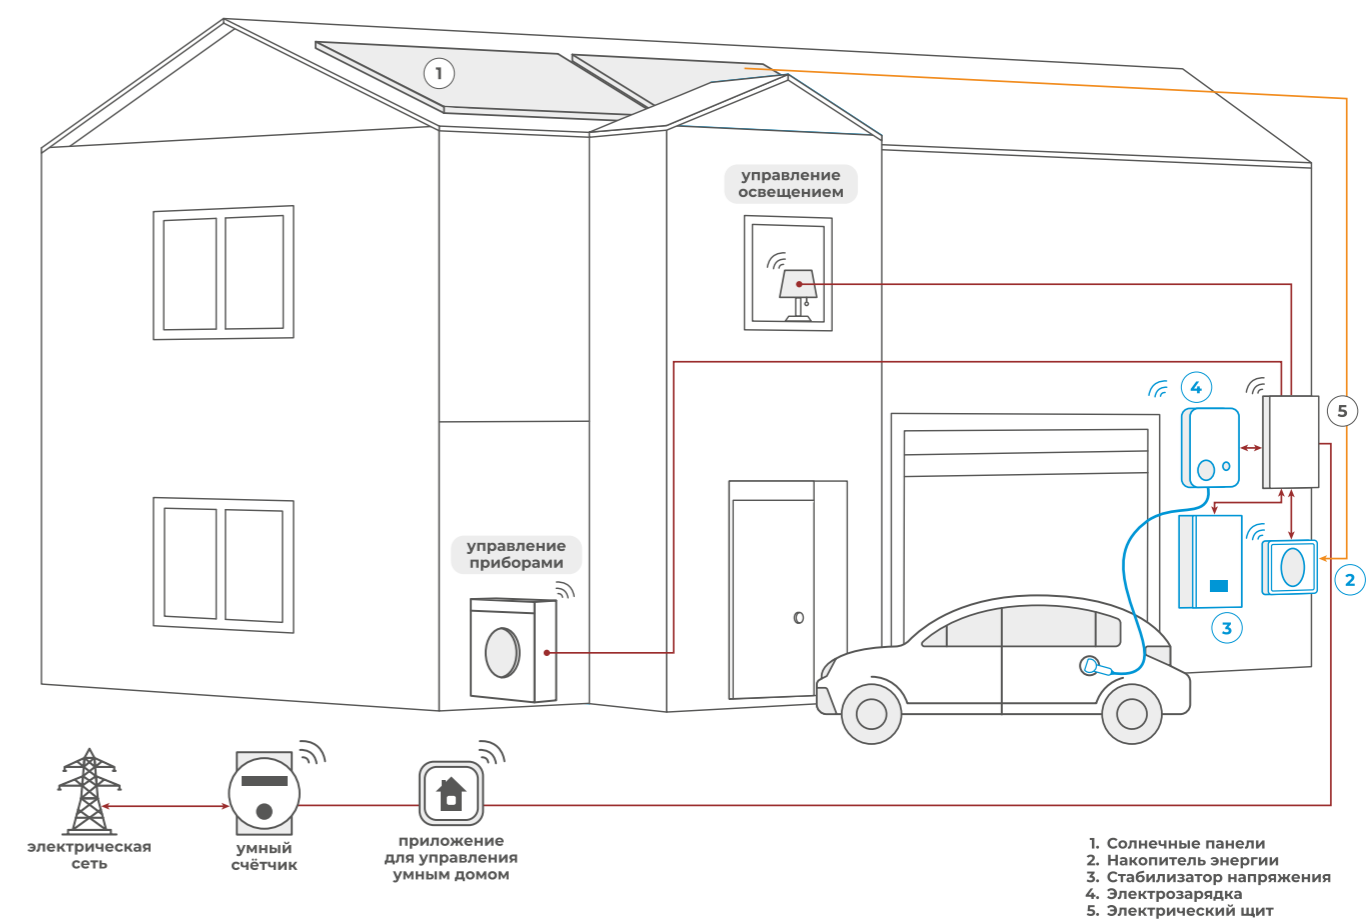 1
управление
освещением
4
5
управление
приборами
2
3
электрическая
сеть
умный
счётчик
приложение
для управления
умным домом
1. Солнечные панели
2. Накопитель энергии
3. Стабилизатор напряжения
4. Электрозарядка
5. Электрический щит